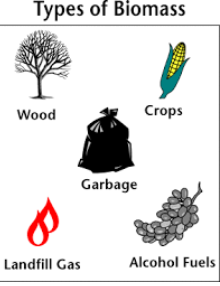 Types of Biomass
Wood
Crops
Garbage
Landfill Gas
Alcohol Fuels